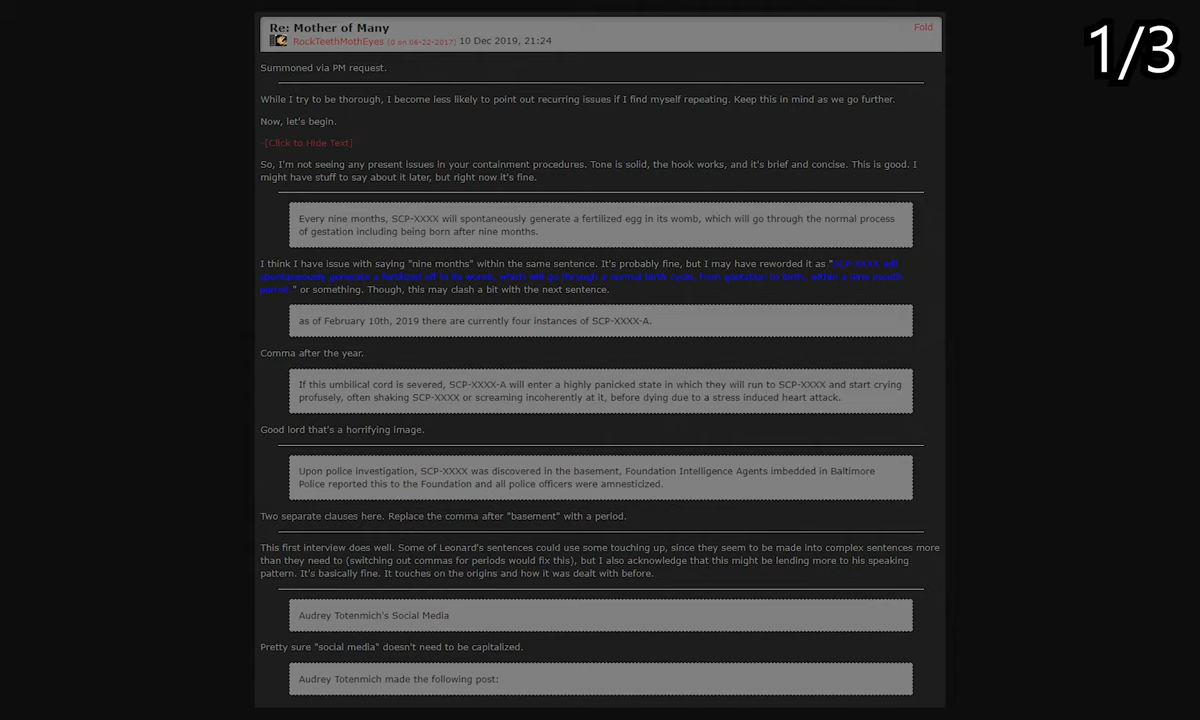 Re: Mother of Many
Fold
RockTeethMothEyes (0 on 06-22-2017) 10 Dec 2019, 21:24
1/3
Summoned via PM request.
While I try to be thorough, I become less likely to point out recurring issues if I find myself repeating. Keep this in mind as we go further.
Now, let's begin.
-[Click to Hide Text]
So, I'm not seeing any present issues in your containment procedures. Tone is solid, the hook works, and it's brief and concise. This is good. I
might have stuff to say about it later, but right now it's fine.
Every nine months, SCP-XXXX will spontaneously generate a fertilized egg in its womb, which will go through the normal process
of gestation including being born after nine months.
I think I have issue with saying "nine months" within the same sentence. It's probably fine, but I may have reworded it as "SCP-XXXX will
spontaneously generate a fertilized in its womb, which will go through a normal birth cycle, from gestation to birth, within a nine month
period." or something. Though, this may clash a bit with the next sentence.
as of February 10th, 2019 there are currently four instances of SCP-XXXX-A.
Comma after the year.
If this umbilical cord is severed, SCP-XXXX-A will enter a highly panicked state in which they will run to SCP-XXXX and start crying
profusely, often shaking SCP-XXXX or screaming incoherently at it, before dying due to a stress induced heart attack.
Good lord that's a horrifying image.
Upon police investigation, SCP-XXXX was discovered in the basement, Foundation Intelligence Agents imbedded in Baltimore
Police reported this to the Foundation and all police officers were amnesticized.
Two separate clauses here. Replace the comma after "basement" with a period.
This first interview does well. Some of Leonard's sentences could use some touching up, since they seem to be made into complex sentences more
than they need to (switching out commas for periods would fix this), but I also acknowledge that this might be lending more to his speaking
pattern. It's basically fine. It touches on the origins and how it was dealt with before.
Audrey Totenmich's Social Media
Pretty sure "social media" doesn't need to be capitalized.
Audrey Totenmich made the following post: